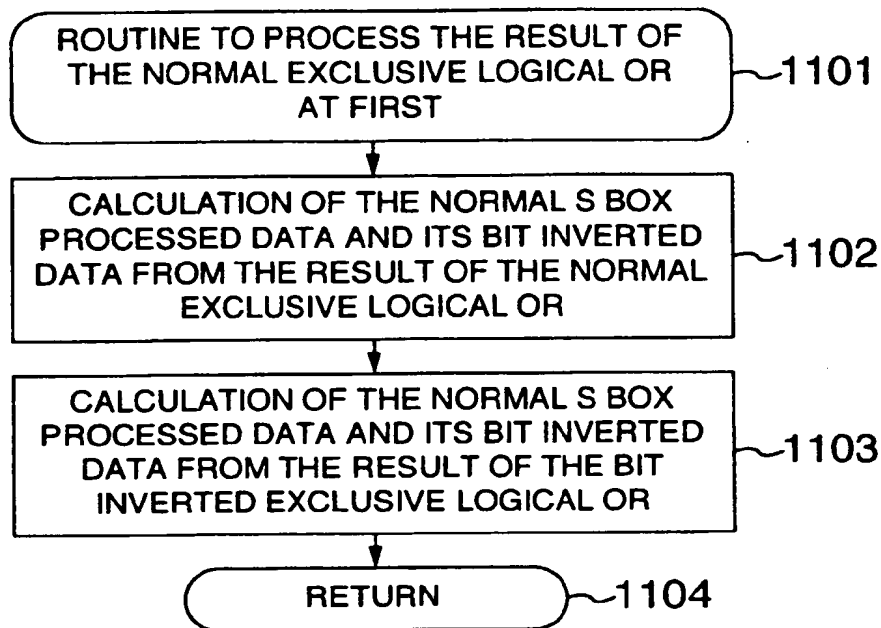 ROUTINE TO PROCESS THE RESULT OF
THE NORMAL EXCLUSIVE LOGICAL OR
AT FIRST
1101
CALCULATION OF THE NORMAL S BOX
PROCESSED DATA AND ITS BIT INVERTED
DATA FROM THE RESULT OF THE NORMAL
EXCLUSIVE LOGICAL OR
1102
CALCULATION OF THE NORMAL S BOX
PROCESSED DATA AND ITS BIT INVERTED
DATA FROM THE RESULT OF THE BIT
INVERTED EXCLUSIVE LOGICAL OR
1103
RETURN
1104